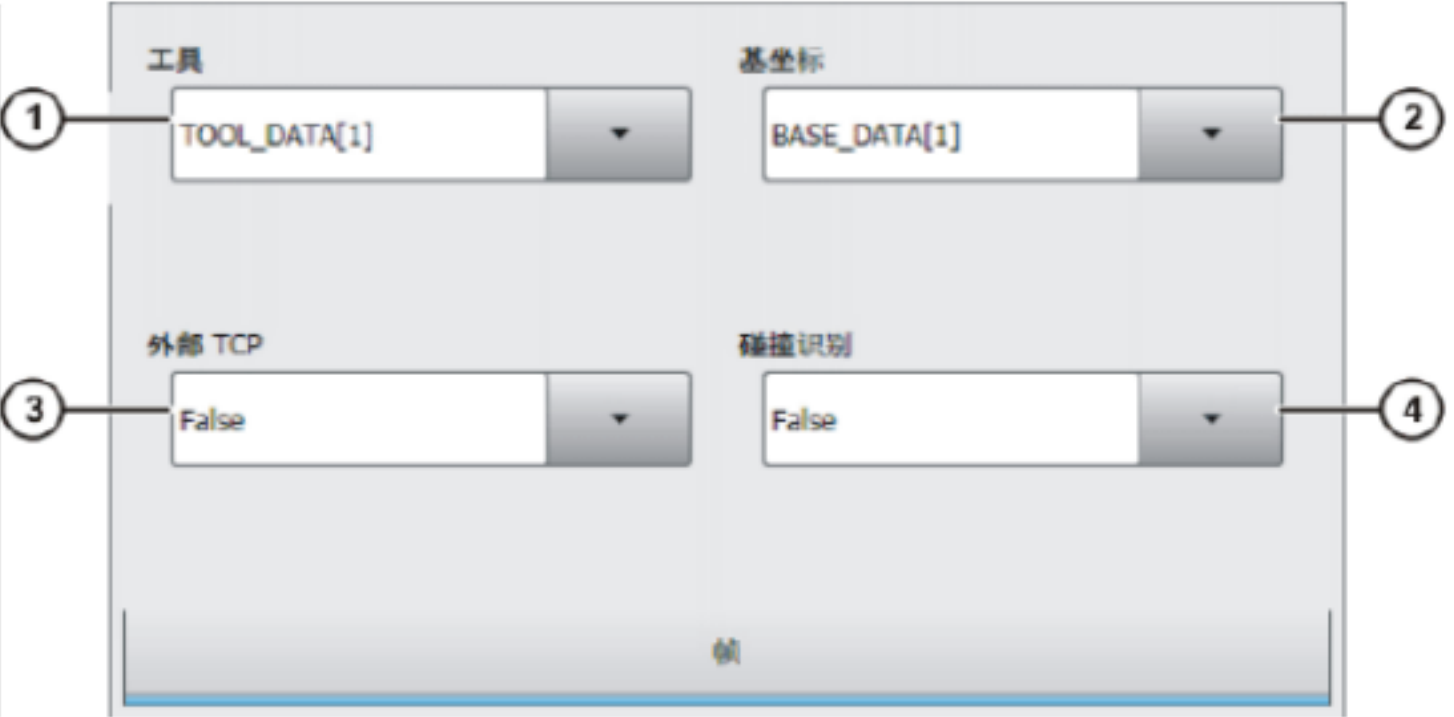 工具
基坐标
1
TOOL_DATA[1]
BASE_DATA[1]
2
外部 TCP
碰撞识别
3
False
False
4
帧